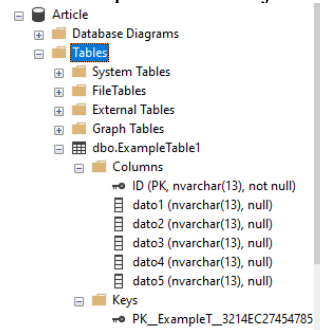 Article
Database Diagrams
Tables
System Tables
FileTables
External Tables
Graph Tables
dbo.ExampleTable1
Columns
ID (PK, nvarchar(13), not null)
dato1 (nvarchar(13), null)
dato2 (nvarchar(13), null)
dato3 (nvarchar(13), null)
dato4 (nvarchar(13), null)
dato5 (nvarchar(13), null)
Keys
PK__ExampleT__3214EC27454785